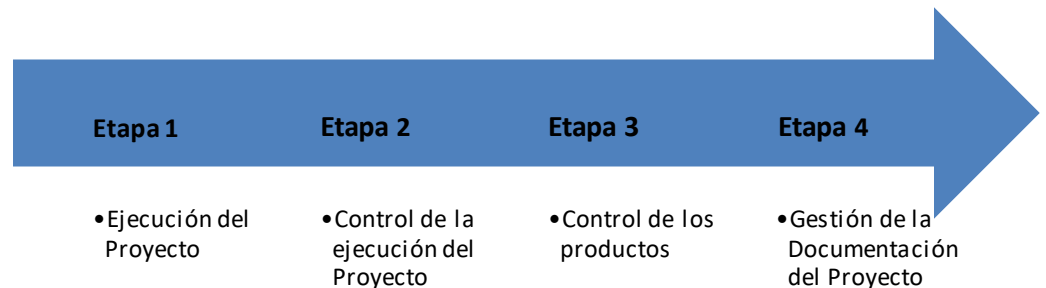 Etapa 1
Etapa 2
Etapa 3
Etapa 4
•Ejecución del
Proyecto
•Control de la
ejecución del
Proyecto
•Control de los
productos
•Gestión de la
Documentación
del Proyecto